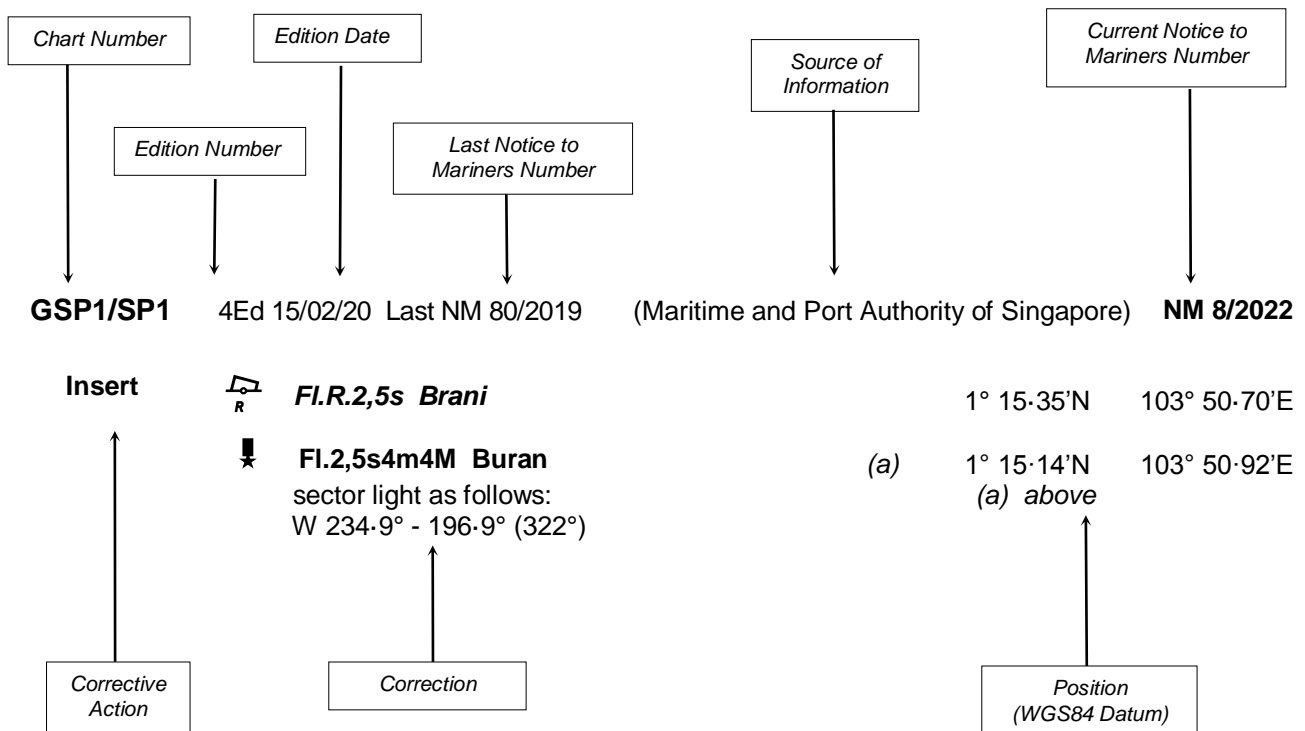 Chart Number
Edition Date
Source of
Information
Current Notice to
Mariners Number
Edition Number
Last Notice to
Mariners Number
GSP1/SP1 4Ed 15/02/20 Last NM 80/2019 (Maritime and Port Authority of Singapore) NM 8/2022
Insert Fl.R.2,5s Brani 1° 15·35’N 103° 50·70’E
R
Fl.2,5s4m4M Buran (a) 1° 15·14’N 103° 50·92’E
sector light as follows: (a) above
W 234·9° - 196·9° (322°)
Corrective
Action
Correction
Position
(WGS84 Datum)